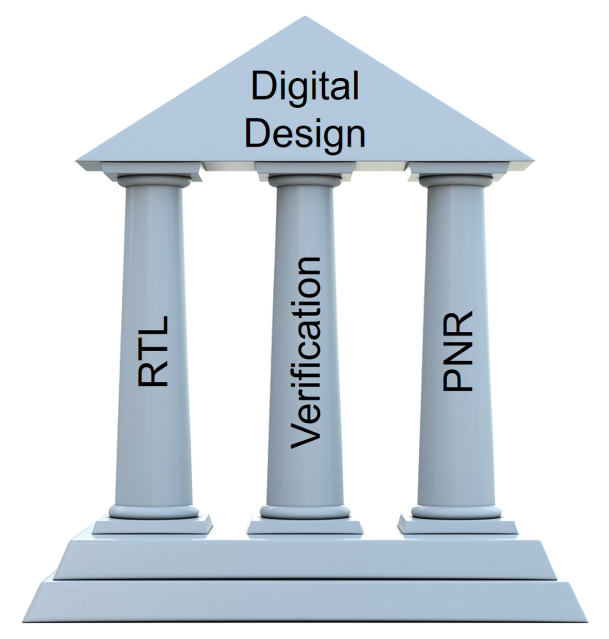 Digital
Design
RTL
Verification
PNR